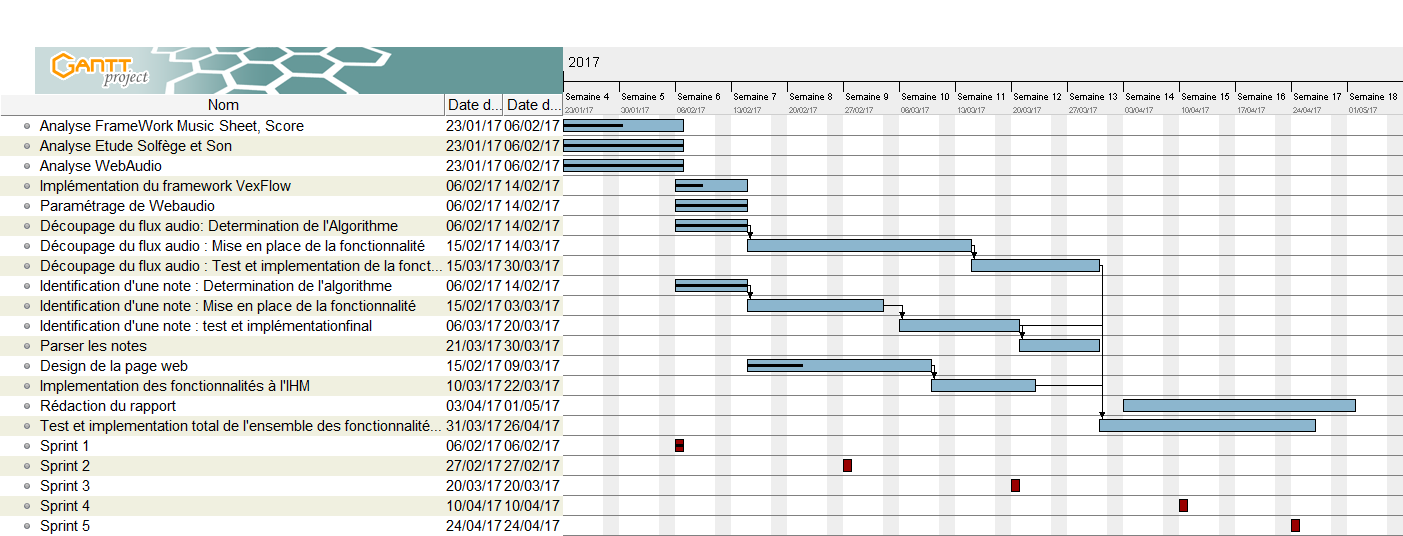 GANTT
project
2017
Semaine 4 Semaine 5 Semaine 6 Semaine 7 Semaine 8 Semaine 9 Semaine 10 Semaine 11 Semaine 12 Semaine 13 Semaine 14 Semaine 15 Semaine 16 Semaine 17 Semaine 18
Nom Date d... Date d...
23/01/17 30/01/17 06/02/17 13/02/17 20/02/17 27/02/17 06/03/17 13/03/17 20/03/17 27/03/17 03/04/17 10/04/17 17/04/17 24/04/17 01/05/17
Analyse FrameWork Music Sheet, Score 23/01/17 06/02/17
Analyse Etude Solfège et Son 23/01/17 06/02/17
Analyse WebAudio 23/01/17 06/02/17
Implémentation du framework VexFlow 06/02/17 14/02/17
Paramétrage de Webaudio 06/02/17 14/02/17
Découpage du flux audio: Determination de l'Algorithme 06/02/17 14/02/17
Découpage du flux audio : Mise en place de la fonctionnalité 15/02/17 14/03/17
Découpage du flux audio : Test et implementation de la fonct... 15/03/17 30/03/17
Identification d'une note : Determination de l'algorithme 06/02/17 14/02/17
Identification d'une note : Mise en place de la fonctionnalité 15/02/17 03/03/17
Identification d'une note : test et implémentationfinal 06/03/17 20/03/17
Parser les notes 21/03/17 30/03/17
Design de la page web 15/02/17 09/03/17
Implementation des fonctionnalités à l'IHM 10/03/17 22/03/17
Rédaction du rapport 03/04/17 01/05/17
Test et implementation total de l'ensemble des fonctionnalité... 31/03/17 26/04/17
Sprint 1 06/02/17 06/02/17
Sprint 2 27/02/17 27/02/17
Sprint 3 20/03/17 20/03/17
Sprint 4 10/04/17 10/04/17
Sprint 5 24/04/17 24/04/17